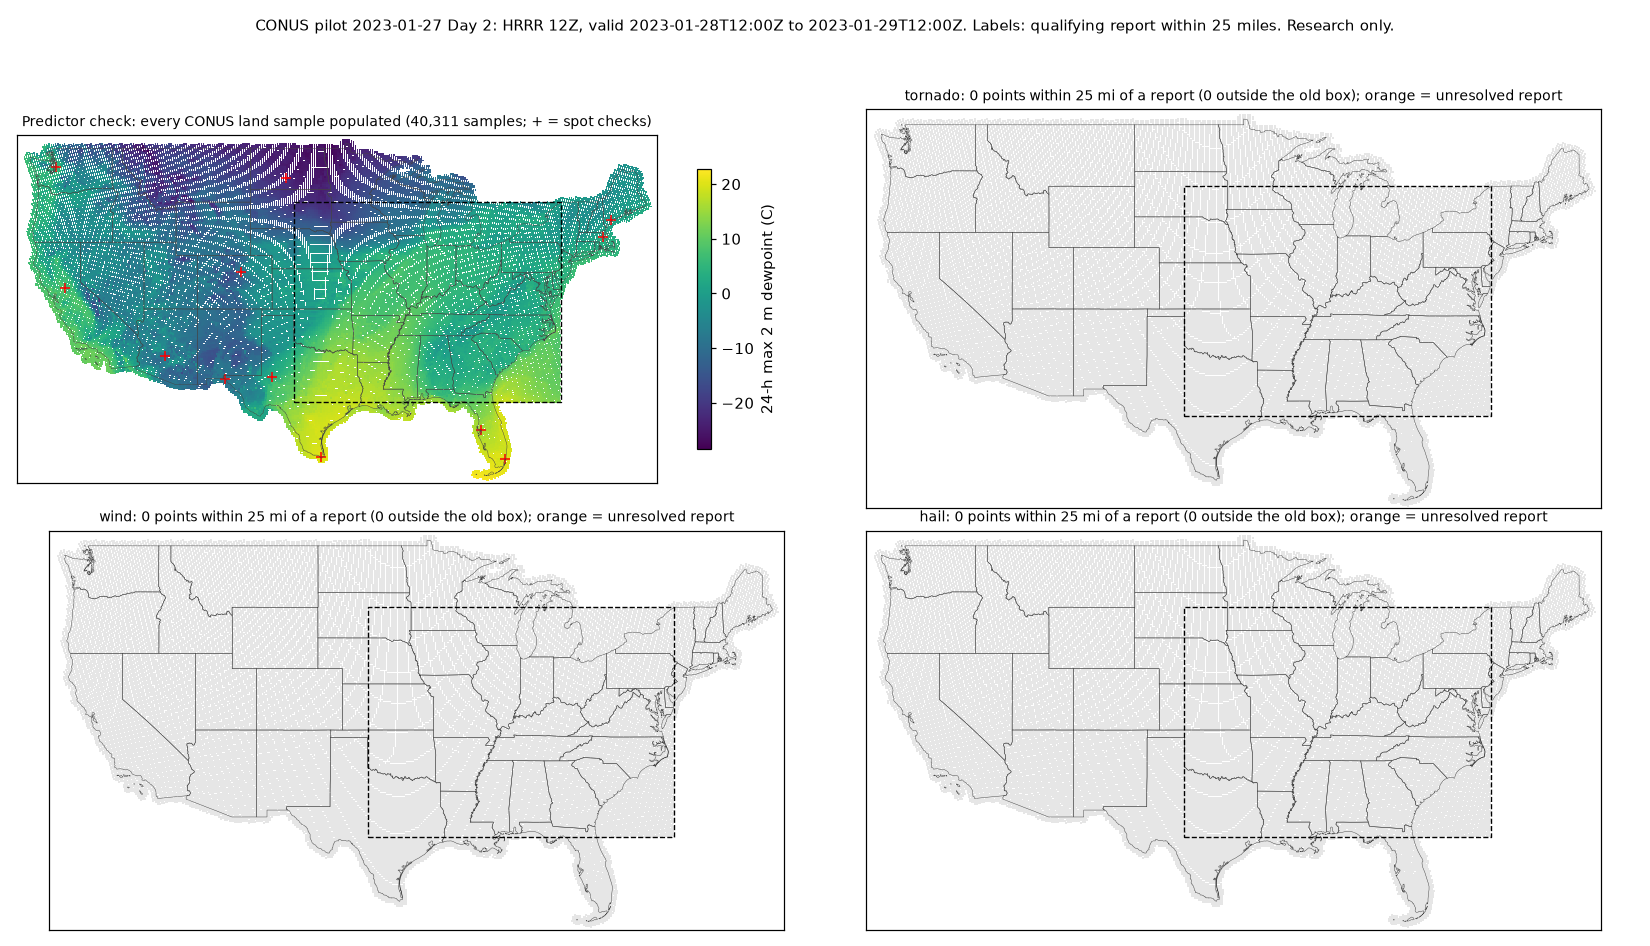 CONUS pilot 2023-01-27 Day 2: HRRR 12Z, valid 2023-01-28T12:00Z to 2023-01-29T12:00Z. Labels: qualifying report within 25 miles. Research only.
Predictor check: every CONUS land sample populated (40,311 samples; + = spot checks)
20
10
0
−10
−20
24-h max 2 m dewpoint (C)
tornado: 0 points within 25 mi of a report (0 outside the old box); orange = unresolved report
wind: 0 points within 25 mi of a report (0 outside the old box); orange = unresolved report
hail: 0 points within 25 mi of a report (0 outside the old box); orange = unresolved report